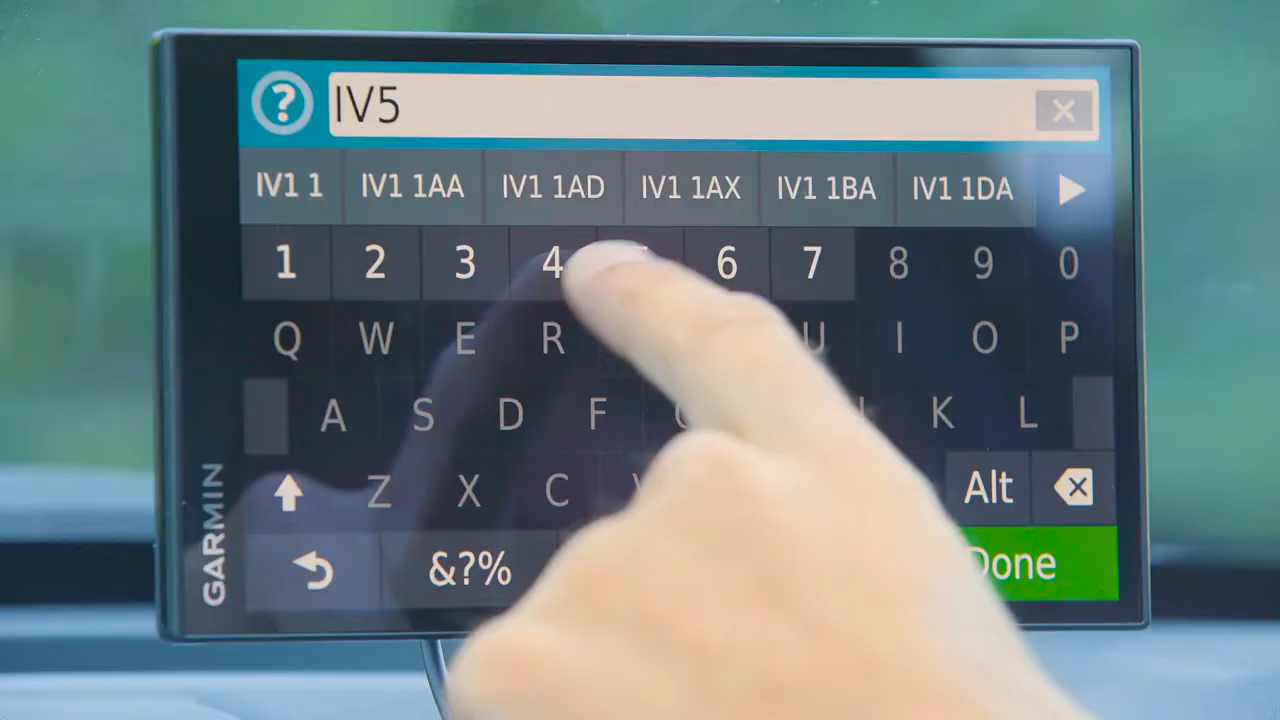 ?
IV5
IV1 1 IV1 1AA IV1 1AD IV1 1AX IV1 1BA IV1 1DA
1 2 3 4 6 7 8 9 0
Q W E R U I O P
A S D F K L
Z X C Alt
&?% Done
GARMIN